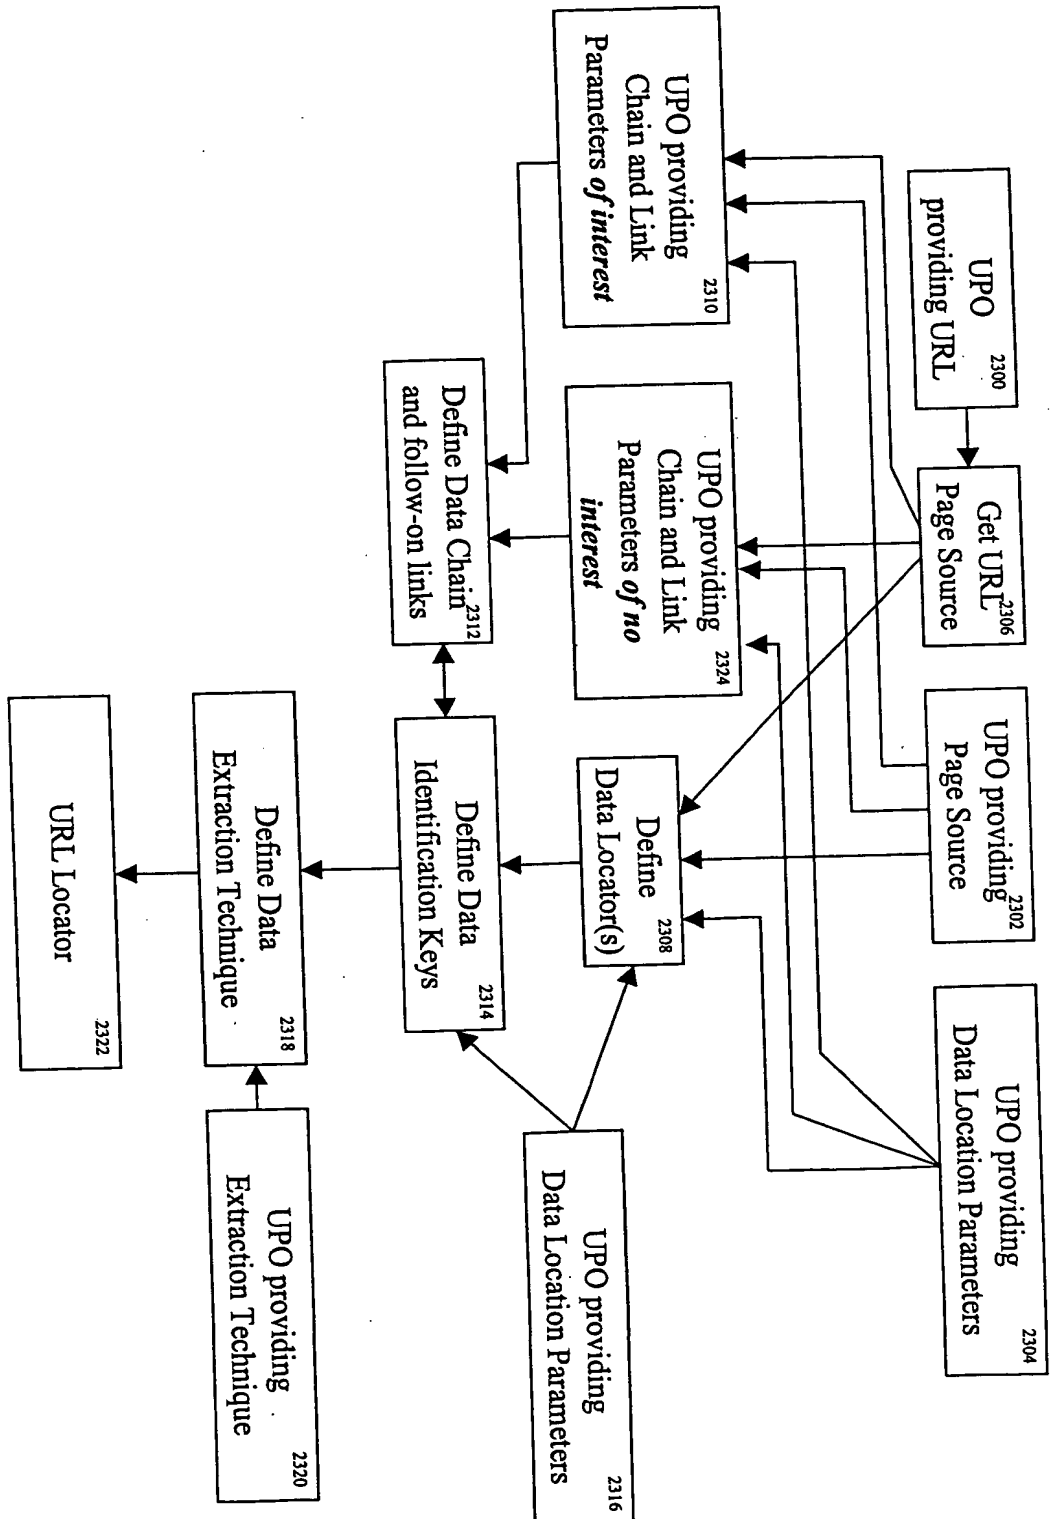 UPO
providing URL
2300
Get URL
Page Source
2306
UPO providing
Page Source
2302
UPO providing
Data Location Parameters
2304
UPO providing
Chain and Link
Parameters of interest
2310
UPO providing
Chain and Link
Parameters of no
interest
2324
Define
Data Locator(s)
2308
UPO providing
Data Location Parameters
2316
Define Data Chain
and follow-on links
2312
Define Data
Identification Keys
2314
Define Data
Extraction Technique
2318
UPO providing
Extraction Technique
2320
URL Locator
2322